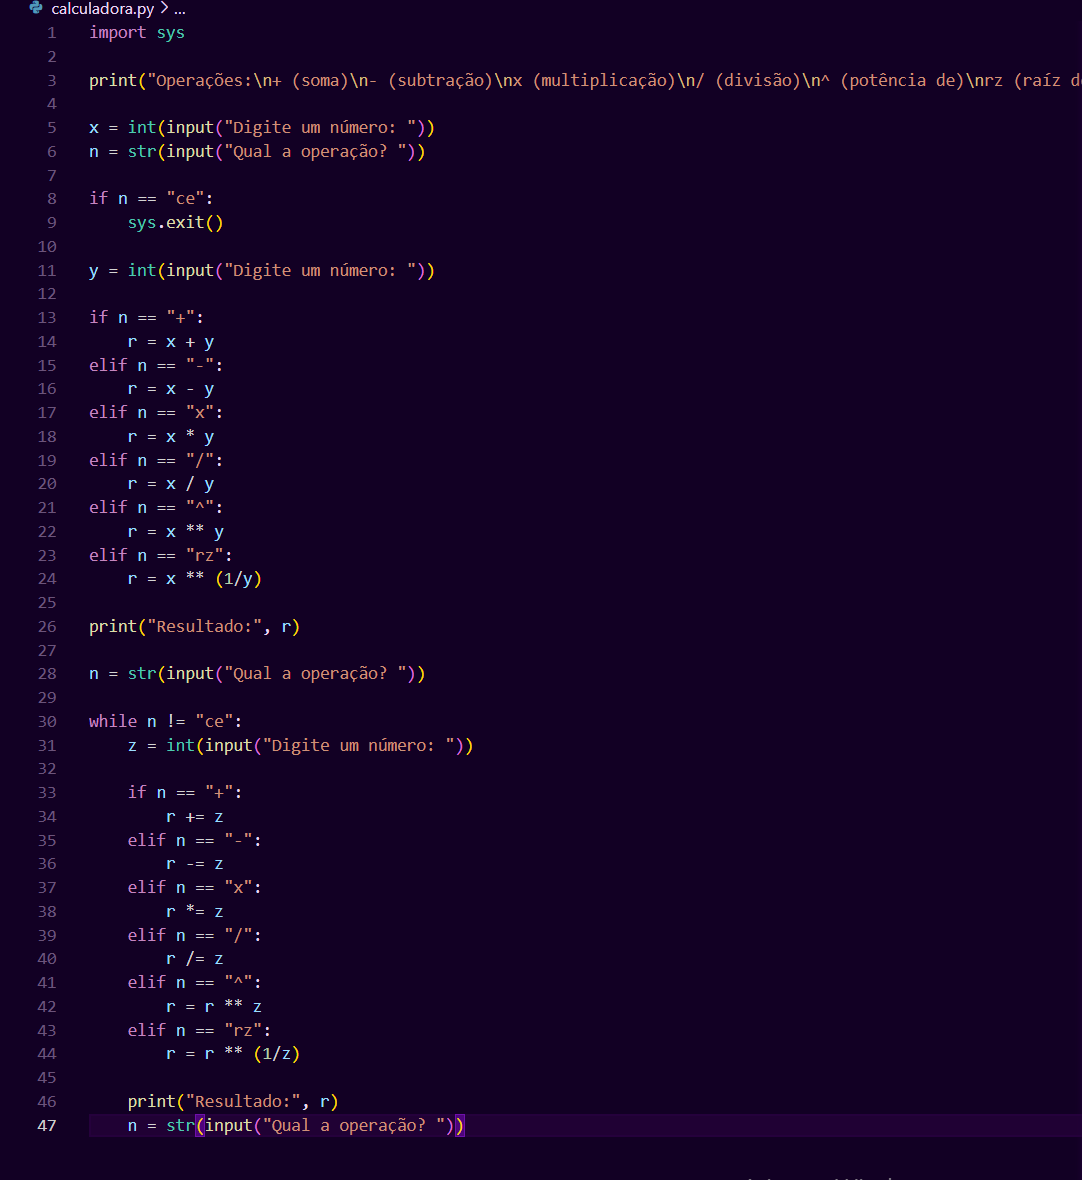 calculadora.py > ...
1 import sys
2
3 print("Operações:\n+ (soma)\n- (subtração)\nx (multiplicação)\n/ (divisão)\n^ (potência de)\nrz (raíz
4
5 x = int(input("Digite um número: "))
6 n = str(input("Qual a operação? "))
7
8 if n == "ce":
9     sys.exit()
10
11 y = int(input("Digite um número: "))
12
13 if n == "+":
14     r = x + y
15 elif n == "-":
16     r = x - y
17 elif n == "x":
18     r = x * y
19 elif n == "/":
20     r = x / y
21 elif n == "^":
22     r = x ** y
23 elif n == "rz":
24     r = x ** (1/y)
25
26 print("Resultado:", r)
27
28 n = str(input("Qual a operação? "))
29
30 while n != "ce":
31     z = int(input("Digite um número: "))
32
33     if n == "+":
34         r += z
35     elif n == "-":
36         r -= z
37     elif n == "x":
38         r *= z
39     elif n == "/":
40         r /= z
41     elif n == "^":
42         r = r ** z
43     elif n == "rz":
44         r = r ** (1/z)
45
46     print("Resultado:", r)
47     n = str(input("Qual a operação? "))